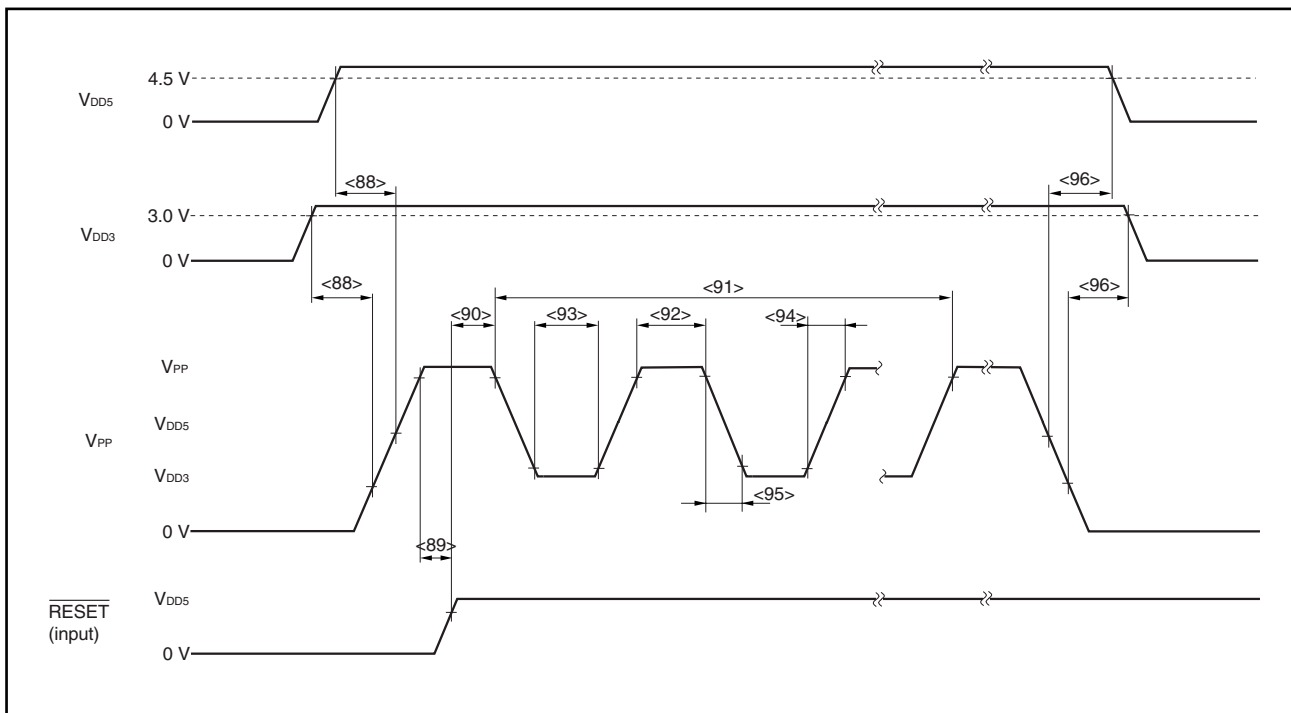 4.5 V
VDD5
0 V
<88>
<96>
3.0 V
VDD3
0 V
<88>
<91>
<96>
<90>
<93>
<92>
<94>
VPP
VDD5
VPP
VDD3
<95>
0 V
<89>
VDD5
RESET
(input)
0 V